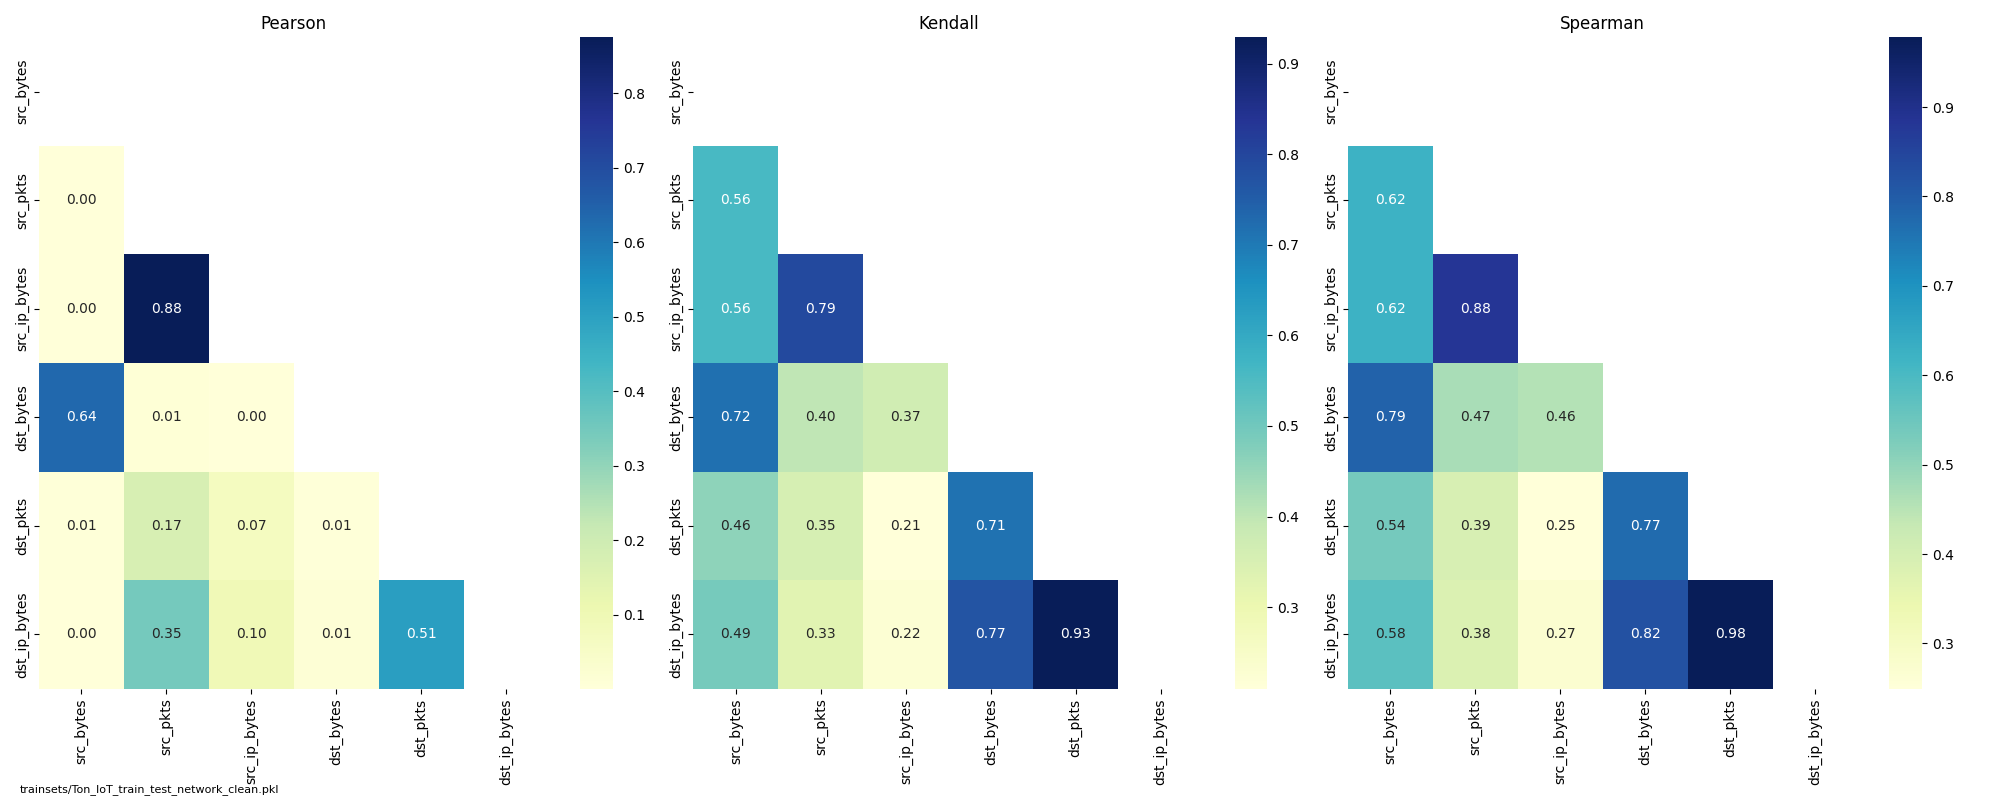 Pearson
src_bytes
src_pkts
0.00
src_ip_bytes
0.00 0.88
dst_bytes
0.64 0.01 0.00
dst_pkts
0.01 0.17 0.07 0.01
dst_ip_bytes
0.00 0.35 0.10 0.01 0.51
src_bytes
src_pkts
src_ip_bytes
dst_bytes
dst_pkts
dst_ip_bytes
0.8
0.7
0.6
0.5
0.4
0.3
0.2
0.1
Kendall
src_bytes
src_pkts
0.56
src_ip_bytes
0.56 0.79
dst_bytes
0.72 0.40 0.37
dst_pkts
0.46 0.35 0.21 0.71
dst_ip_bytes
0.49 0.33 0.22 0.77 0.93
src_bytes
src_pkts
src_ip_bytes
dst_bytes
dst_pkts
dst_ip_bytes
0.9
0.8
0.7
0.6
0.5
0.4
0.3
Spearman
src_bytes
src_pkts
0.62
src_ip_bytes
0.62 0.88
dst_bytes
0.79 0.47 0.46
dst_pkts
0.54 0.39 0.25 0.77
dst_ip_bytes
0.58 0.38 0.27 0.82 0.98
src_bytes
src_pkts
src_ip_bytes
dst_bytes
dst_pkts
dst_ip_bytes
0.9
0.8
0.7
0.6
0.5
0.4
0.3
trainsets/Ton_IoT_train_test_network_clean.pkl